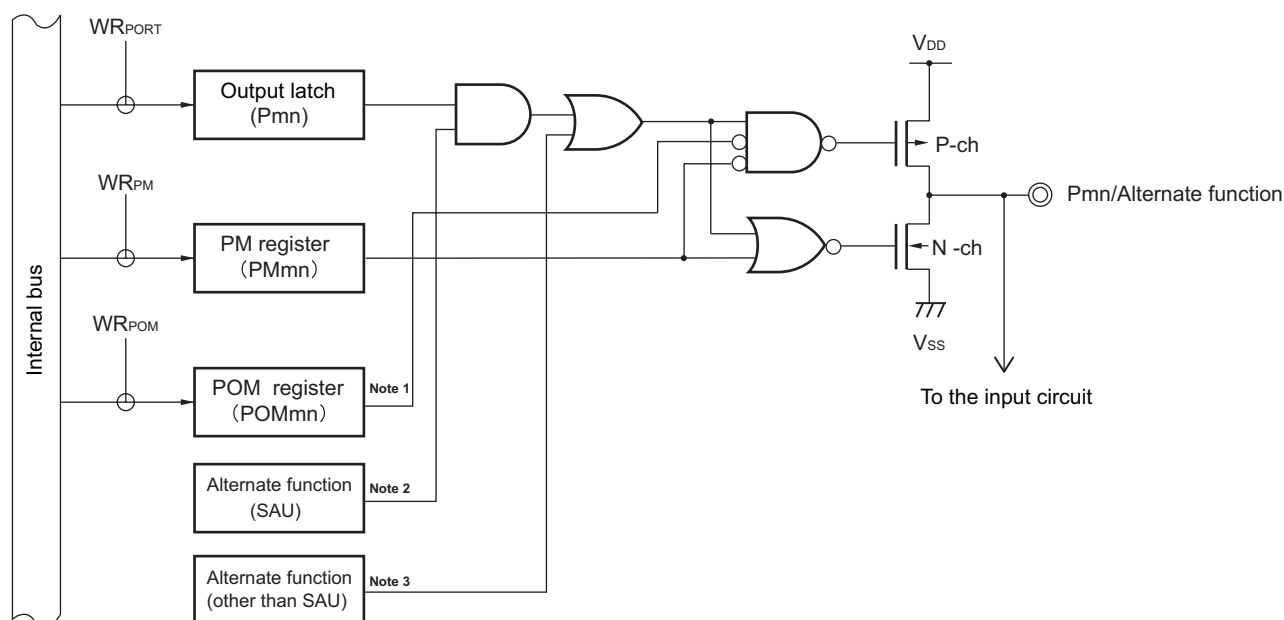 WRPORT
Output latch
(Pmn)
WRPM
PM register
（PMmn）
WRPOM
POM register
（POMmn）
Note 1
Alternate function
(SAU)
Note 2
Alternate function
(other than SAU)
Note 3
Internal bus
VDD
P-ch
Pmn/Alternate function
N -ch
VSS
To the input circuit